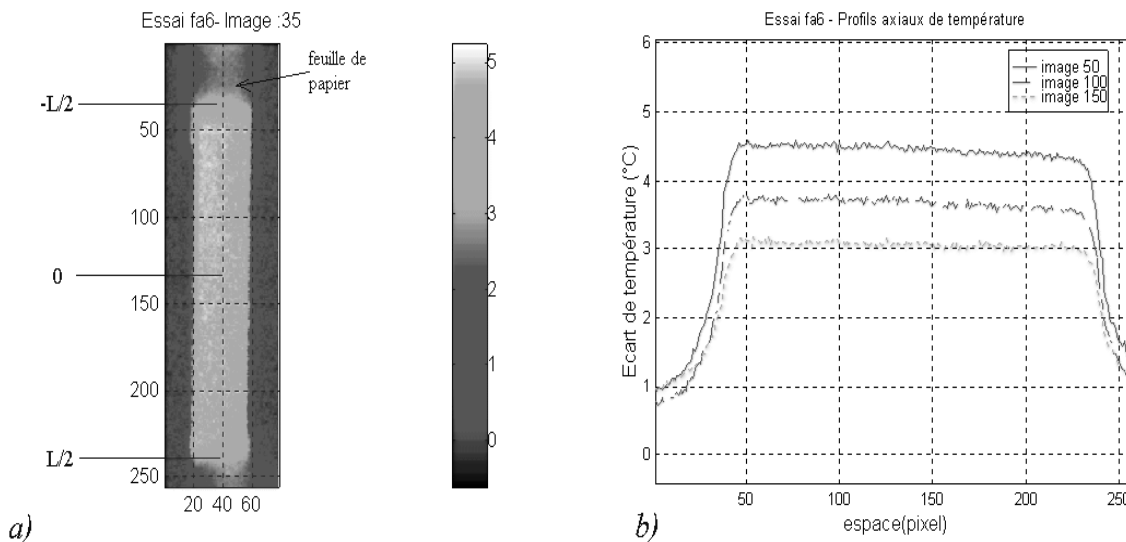 Essai fa6- Image :35
feuille de
papier
-L/2
0
L/2
50
100
150
200
250
20 40 60
5
4
3
2
1
0
a)
Essai fa6 - Profils axiaux de température
image 50
image 100
image 150
Ecart de température (°C)
6
5
4
3
2
1
0
50 100 150 200 250
espace(pixel)
b)